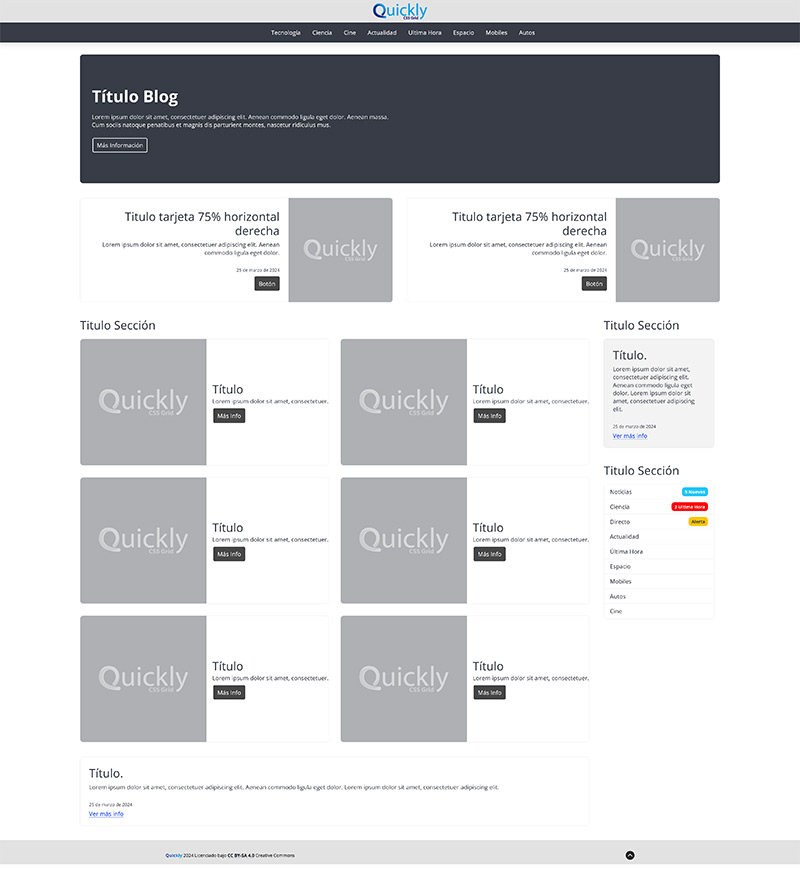 Quickly
CSS Grid
Tecnología Ciencia Cine Actualidad Ultima Hora Espacio Mobiles Autos
Título Blog
Lorem ipsum dolor sit amet, consectetuer adipiscing elit. Aenean commodo ligula eget dolor. Aenean massa.
Cum sociis natoque penatibus et magnis dis parturient montes, nascetur ridiculus mus.
Más Información
Titulo tarjeta 75% horizontal
derecha
Lorem ipsum dolor sit amet, consectetuer adipiscing elit. Aenean
commodo ligula eget dolor.
25 de marzo de 2024
Botón
Quickly
CSS Grid
Titulo tarjeta 75% horizontal
derecha
Lorem ipsum dolor sit amet, consectetuer adipiscing elit. Aenean
commodo ligula eget dolor.
25 de marzo de 2024
Botón
Quickly
CSS Grid
Titulo Sección
Quickly
CSS Grid
Título
Lorem ipsum dolor sit amet, consectetuer.
Más Info
Quickly
CSS Grid
Título
Lorem ipsum dolor sit amet, consectetuer.
Más Info
Quickly
CSS Grid
Título
Lorem ipsum dolor sit amet, consectetuer.
Más Info
Quickly
CSS Grid
Título
Lorem ipsum dolor sit amet, consectetuer.
Más Info
Quickly
CSS Grid
Título
Lorem ipsum dolor sit amet, consectetuer.
Más Info
Quickly
CSS Grid
Título
Lorem ipsum dolor sit amet, consectetuer.
Más Info
Título.
Lorem ipsum dolor sit amet, consectetuer adipiscing elit. Aenean commodo ligula eget dolor. Lorem ipsum dolor sit amet, consectetuer adipiscing elit.
25 de marzo de 2024
Ver más info
Titulo Sección
Título.
Lorem ipsum dolor sit amet,
consectetuer adipiscing elit.
Aenean commodo ligula eget
dolor. Lorem ipsum dolor sit
amet, consectetuer adipiscing
elit.
25 de marzo de 2024
Ver más info
Titulo Sección
Noticias 5 Nuevos
Ciencia 2 Ultima Hora
Directo Alerta
Actualidad
Última Hora
Espacio
Mobiles
Autos
Cine
Quickly 2024 Licenciado bajo CC BY-SA 4.0 Creative Commons